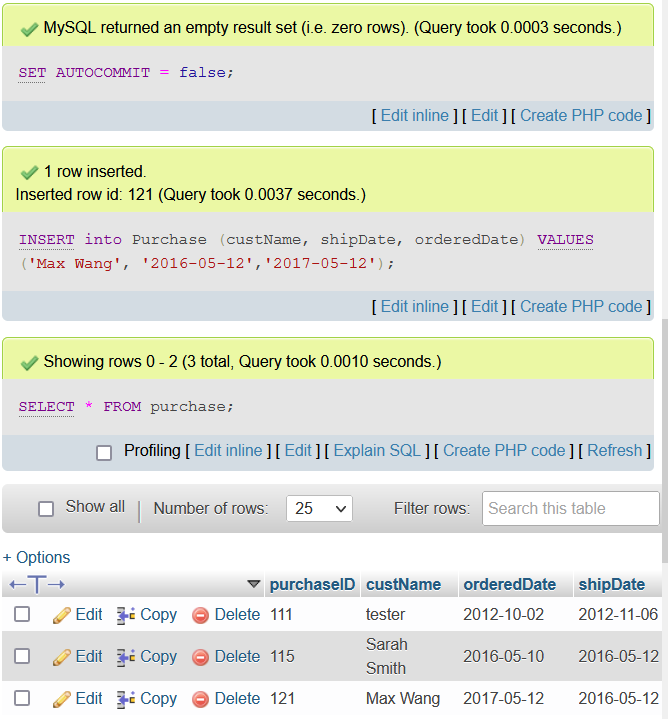 MySQL returned an empty result set (i.e. zero rows). (Query took 0.0003 seconds.)
SET AUTOCOMMIT = false;
[ Edit inline ] [ Edit ] [ Create PHP code ]
1 row inserted.
Inserted row id: 121 (Query took 0.0037 seconds.)
INSERT into Purchase (custName, shipDate, orderedDate) VALUES
('Max Wang', '2016-05-12','2017-05-12');
[ Edit inline ] [ Edit ] [ Create PHP code ]
Showing rows 0 - 2 (3 total, Query took 0.0010 seconds.)
SELECT * FROM purchase;
Profiling [ Edit inline ] [ Edit ] [ Explain SQL ] [ Create PHP code ] [ Refresh ]
Show all | Number of rows: 25 Filter rows: Search this table
+ Options
purchaseID custName orderedDate shipDate
Edit Copy Delete 111 tester 2012-10-02 2012-11-06
Edit Copy Delete 115 Sarah Smith 2016-05-10 2016-05-12
Edit Copy Delete 121 Max Wang 2017-05-12 2016-05-12